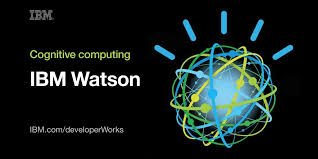 IBM
Cognitive computing
IBM Watson
IBM.com/developerWorks